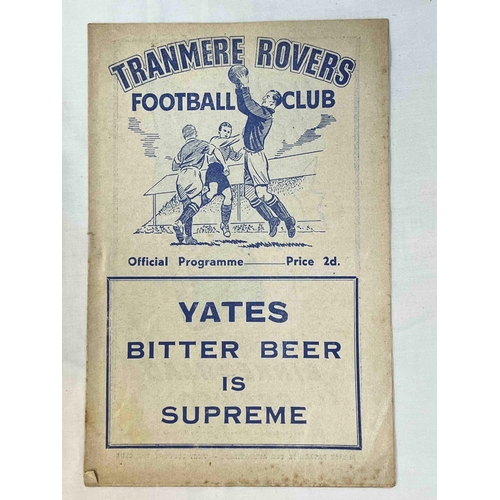 TRANMERE ROVERS
FOOTBALL CLUB
Official Programme Price 2d.
YATES
BITTER BEER
IS
SUPREME